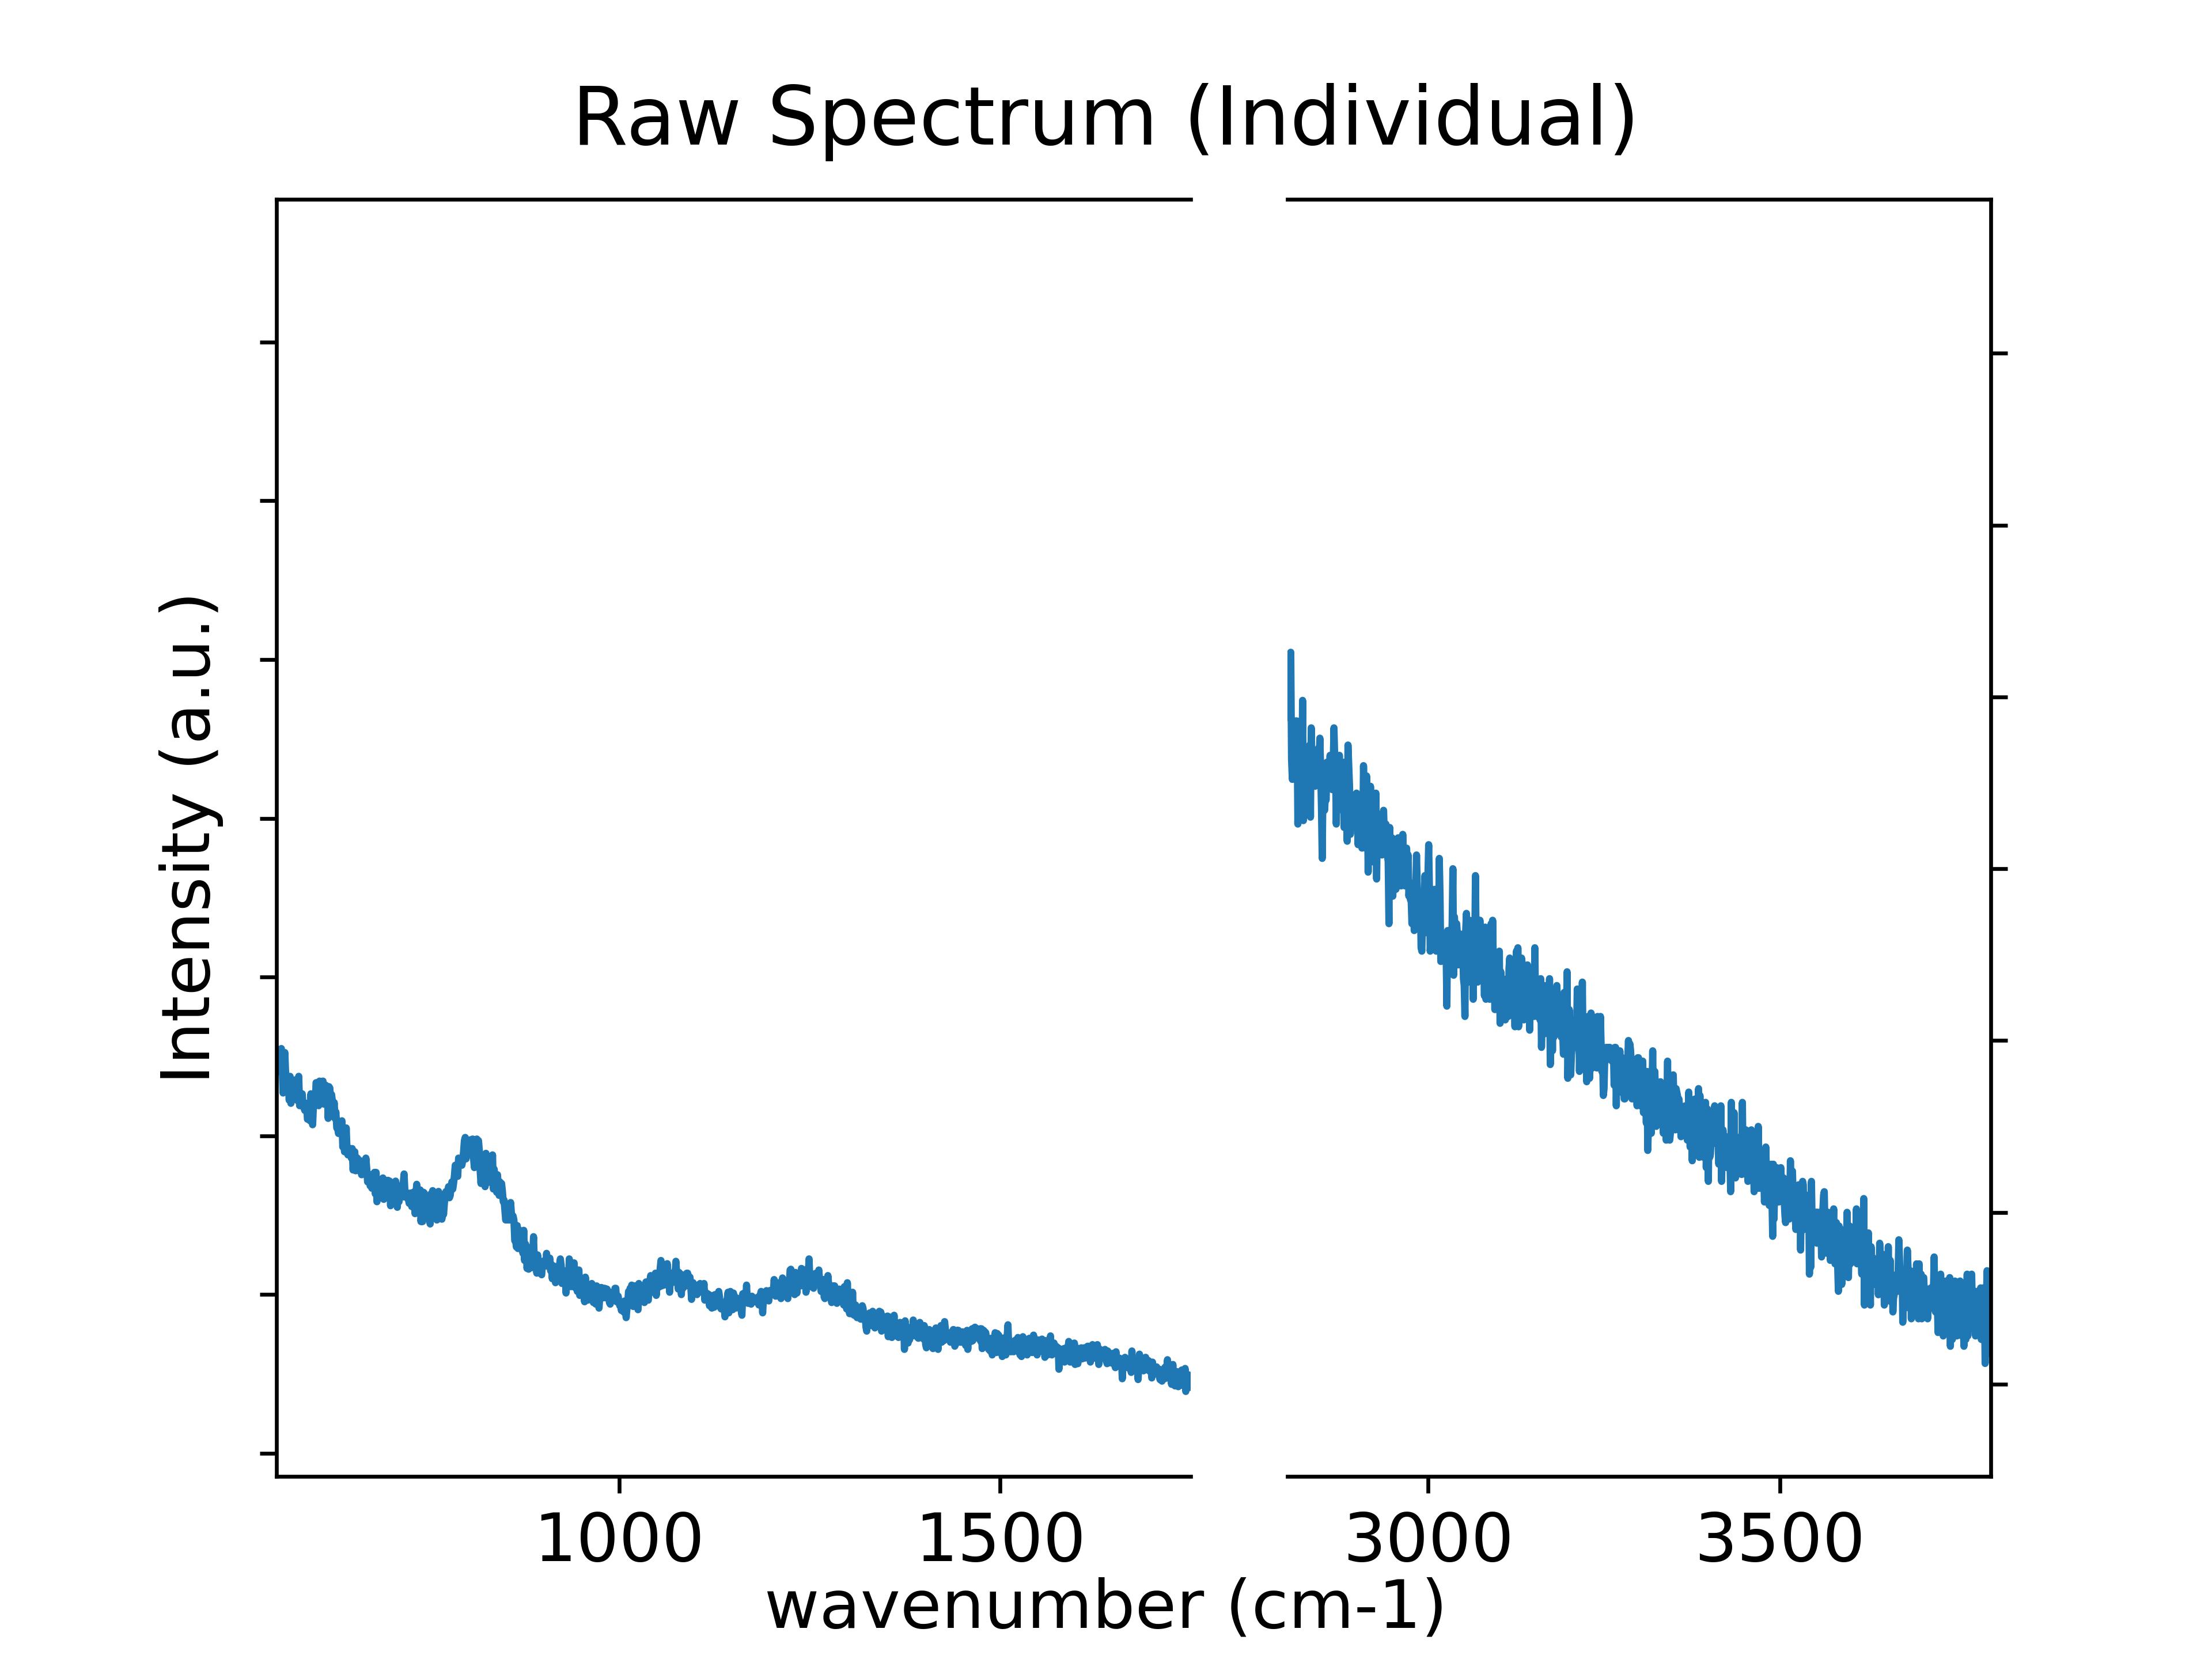 Raw Spectrum (Individual)
Intensity (a.u.)
1000 1500 3000 3500
wavenumber (cm-1)